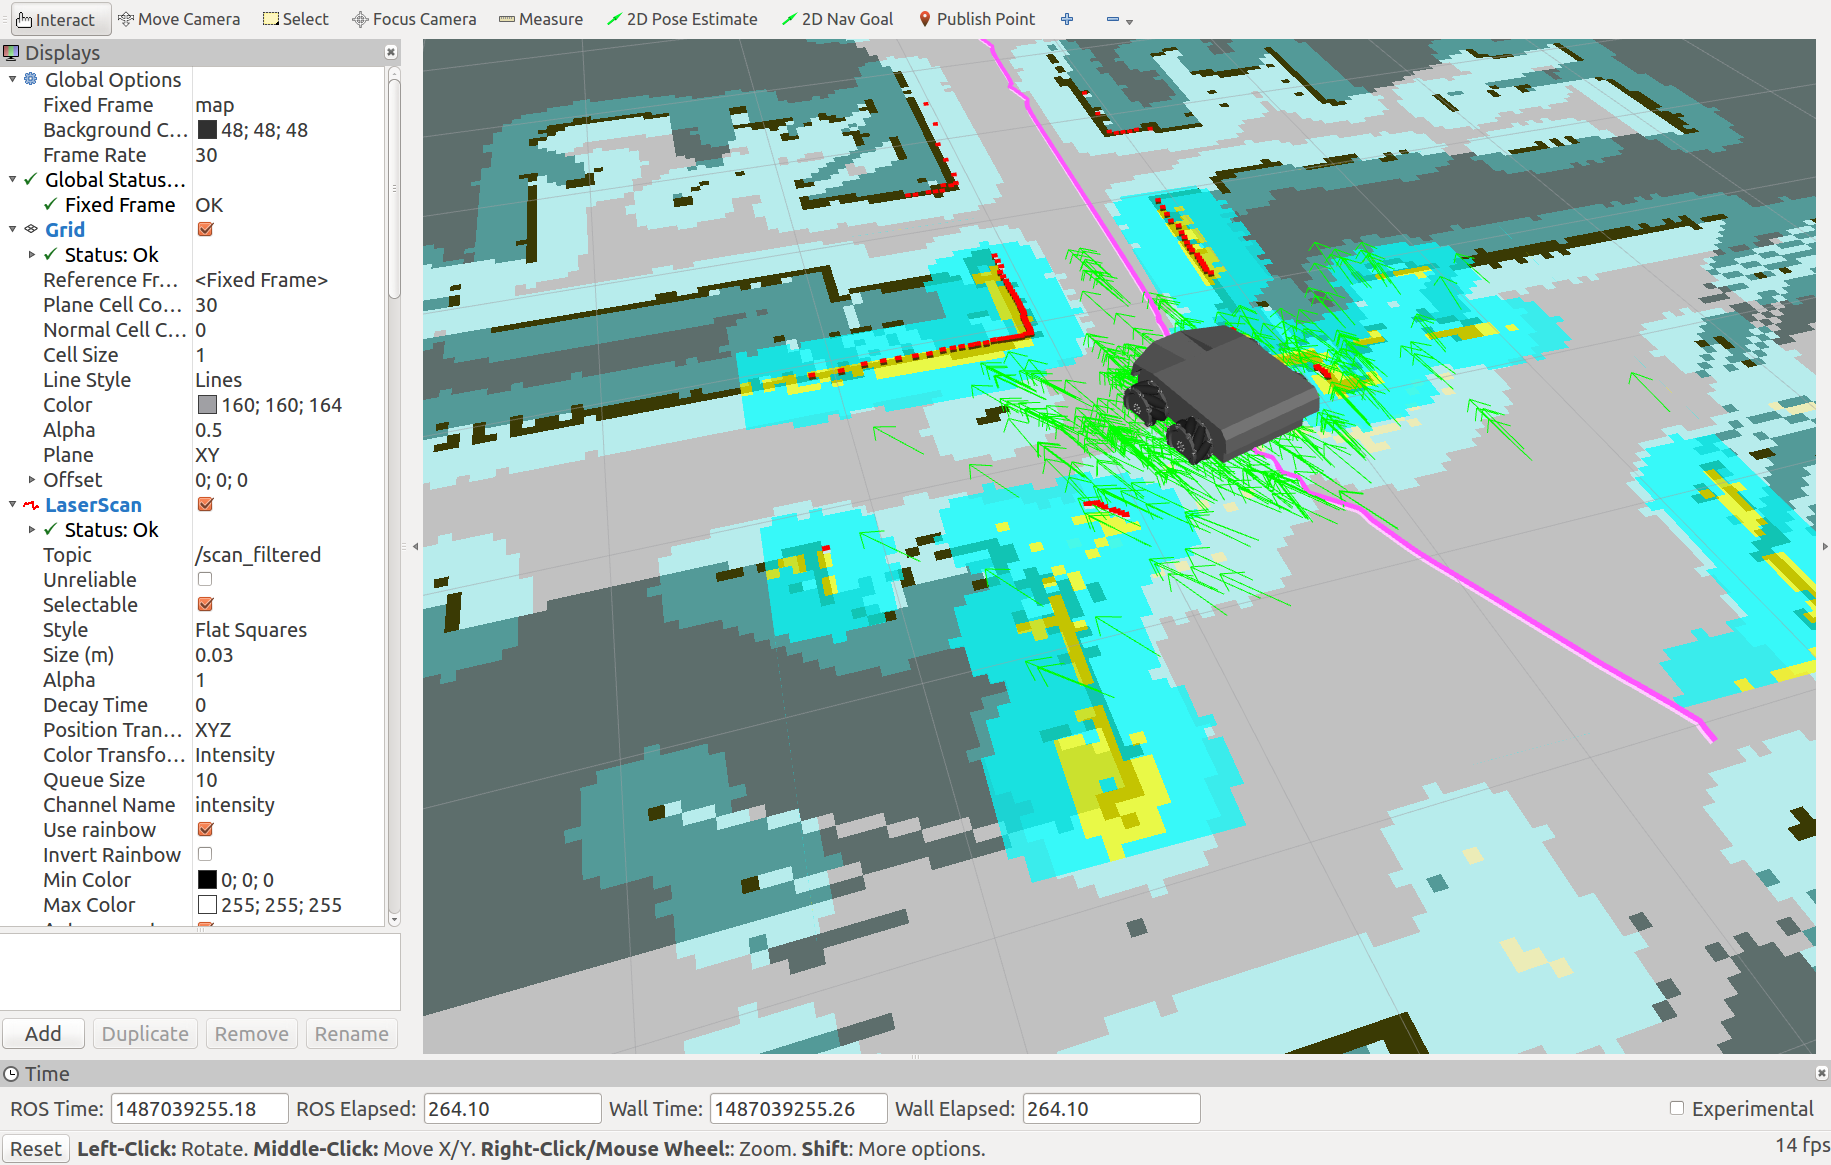 Interact Move Camera Select Focus Camera Measure 2D Pose Estimate 2D Nav Goal Publish Point
Displays
Global Options
Fixed Frame map
Background C... 48; 48; 48
Frame Rate 30
Global Status...
Fixed Frame OK
Grid
Status: Ok
Reference Fr... <Fixed Frame>
Plane Cell Co... 30
Normal Cell C... 0
Cell Size 1
Line Style Lines
Color 160; 160; 164
Alpha 0.5
Plane XY
Offset 0; 0; 0
LaserScan
Status: Ok
Topic /scan_filtered
Unreliable
Selectable
Style Flat Squares
Size (m) 0.03
Alpha 1
Decay Time 0
Position Tran... XYZ
Color Transfo... Intensity
Queue Size 10
Channel Name intensity
Use rainbow
Invert Rainbow
Min Color 0; 0; 0
Max Color 255; 255; 255
Add Duplicate Remove Rename
Time
ROS Time: 1487039255.18 ROS Elapsed: 264.10 Wall Time: 1487039255.26 Wall Elapsed: 264.10 Experimental
Reset Left-Click: Rotate. Middle-Click: Move X/Y. Right-Click/Mouse Wheel:: Zoom. Shift: More options. 14 fps